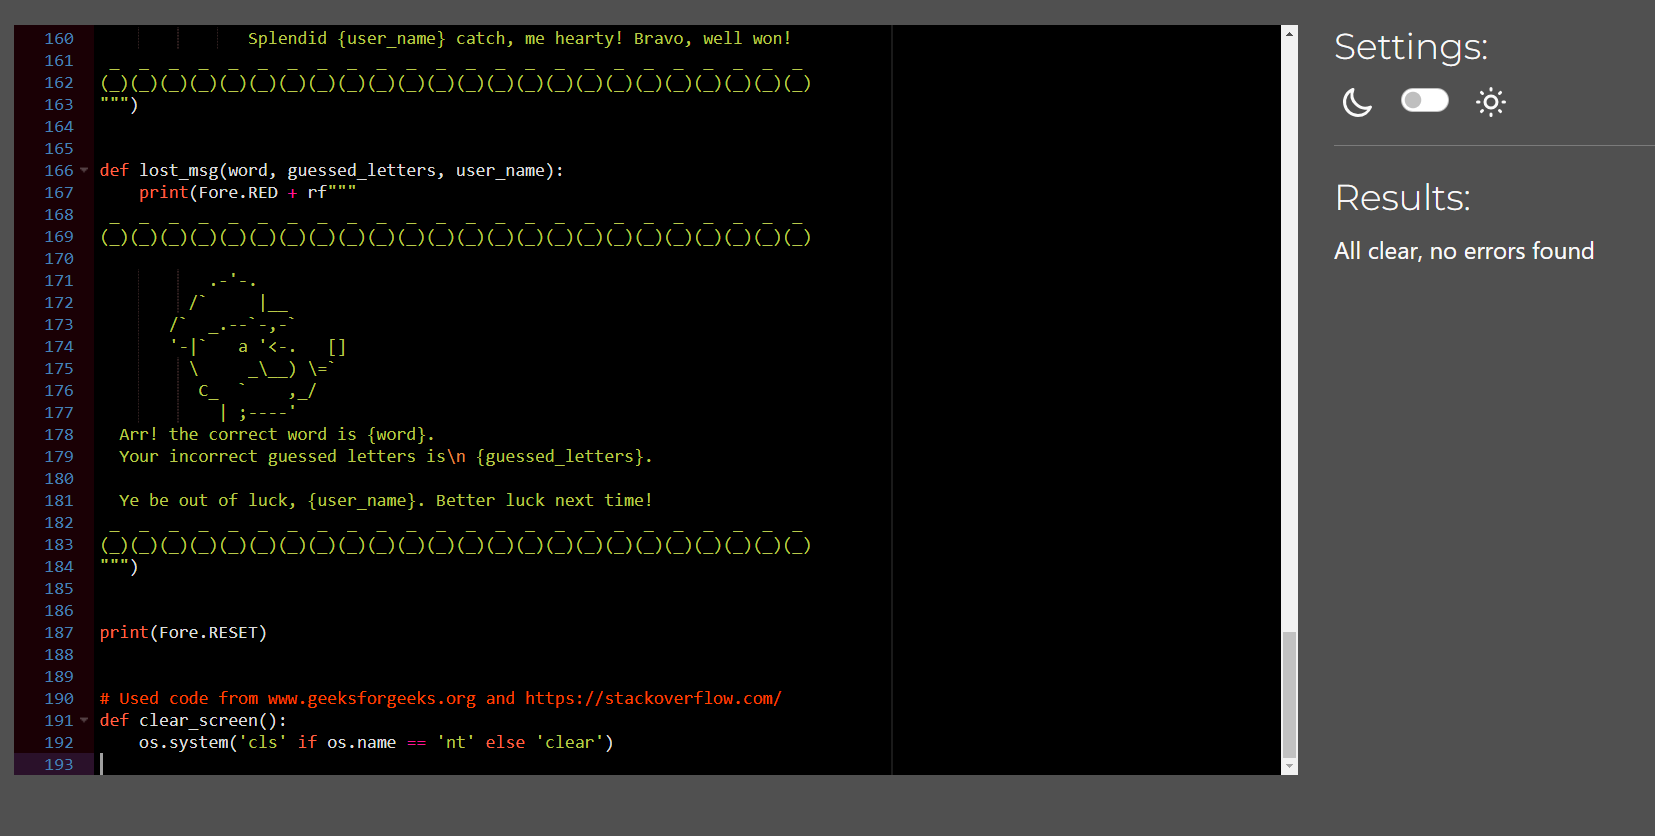 160                Splendid {user_name} catch, me hearty! Bravo, well won!
161  _  _  _  _  _  _  _  _  _  _  _  _  _  _  _  _  _  _  _  _  _  _  _  _
162 (_)(_)(_)(_)(_)(_)(_)(_)(_)(_)(_)(_)(_)(_)(_)(_)(_)(_)(_)(_)(_)(_)(_)(_)
163 """)
164
165
166 def lost_msg(word, guessed_letters, user_name):
167     print(Fore.RED + rf"""
168  _  _  _  _  _  _  _  _  _  _  _  _  _  _  _  _  _  _  _  _  _  _  _  _
169 (_)(_)(_)(_)(_)(_)(_)(_)(_)(_)(_)(_)(_)(_)(_)(_)(_)(_)(_)(_)(_)(_)(_)(_)
170
171            .-'-.
172          /`     |__
173        /`  _.--`-,-`
174        '-|`   a '<-.   []
175          \     _\__) \=`
176           C_  `    ,_/
177             | ;----'
178   Arr! the correct word is {word}.
179   Your incorrect guessed letters is\n {guessed_letters}.
180
181   Ye be out of luck, {user_name}. Better luck next time!
182  _  _  _  _  _  _  _  _  _  _  _  _  _  _  _  _  _  _  _  _  _  _  _  _
183 (_)(_)(_)(_)(_)(_)(_)(_)(_)(_)(_)(_)(_)(_)(_)(_)(_)(_)(_)(_)(_)(_)(_)(_)
184 """)
185
186
187 print(Fore.RESET)
188
189
190 # Used code from www.geeksforgeeks.org and https://stackoverflow.com/
191 def clear_screen():
192     os.system('cls' if os.name == 'nt' else 'clear')
193
Settings:
Results:
All clear, no errors found